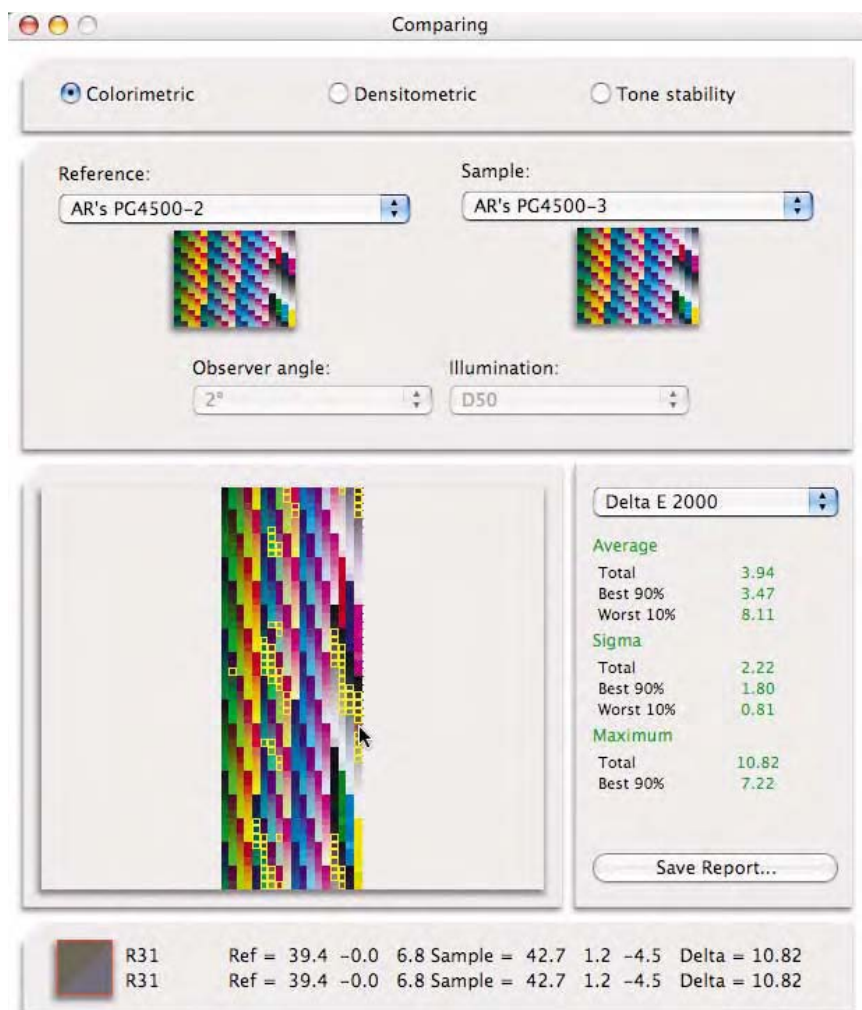 Comparing
Colorimetric Densitometric Tone stability
Reference: Sample:
AR's PG4500-2 AR's PG4500-3
Observer angle: Illumination:
2° D50
Delta E 2000
Average
Total 3.94
Best 90% 3.47
Worst 10% 8.11
Sigma
Total 2.22
Best 90% 1.80
Worst 10% 0.81
Maximum
Total 10.82
Best 90% 7.22
Save Report...
R31 Ref = 39.4 -0.0 6.8 Sample = 42.7 1.2 -4.5 Delta = 10.82
R31 Ref = 39.4 -0.0 6.8 Sample = 42.7 1.2 -4.5 Delta = 10.82